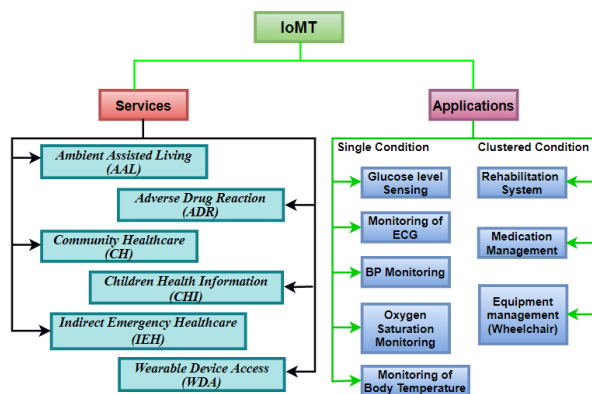 IoMT
Services
Applications
Ambient Assisted Living
(AAL)
Adverse Drug Reaction
(ADR)
Community Healthcare
(CH)
Children Health Information
(CHI)
Indirect Emergency Healthcare
(IEH)
Wearable Device Access
(WDA)
Single Condition
Glucose level
Sensing
Monitoring of
ECG
BP Monitoring
Oxygen
Saturation
Monitoring
Monitoring of
Body Temperature
Clustered Condition
Rehabilitation
System
Medication
Management
Equipment
management
(Wheelchair)